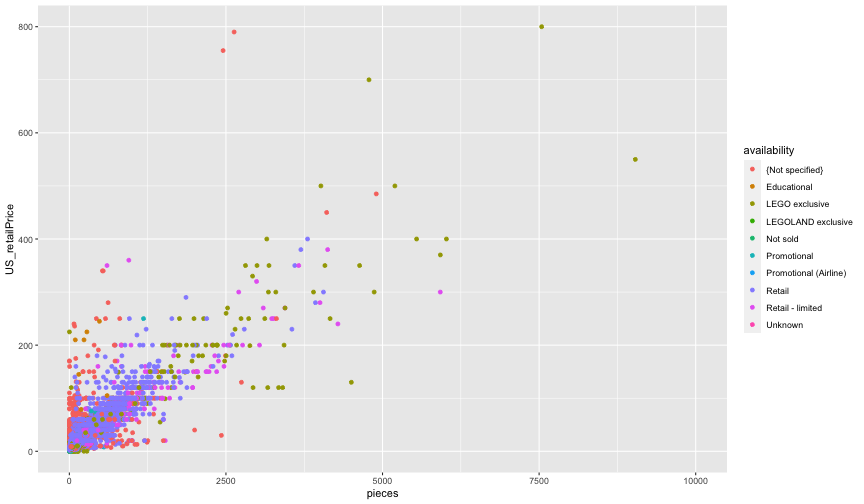 800
600
400
200
0
US_retailPrice
0
2500
5000
7500
10000
pieces
availability
{Not specified}
Educational
LEGO exclusive
LEGOLAND exclusive
Not sold
Promotional
Promotional (Airline)
Retail
Retail - limited
Unknown